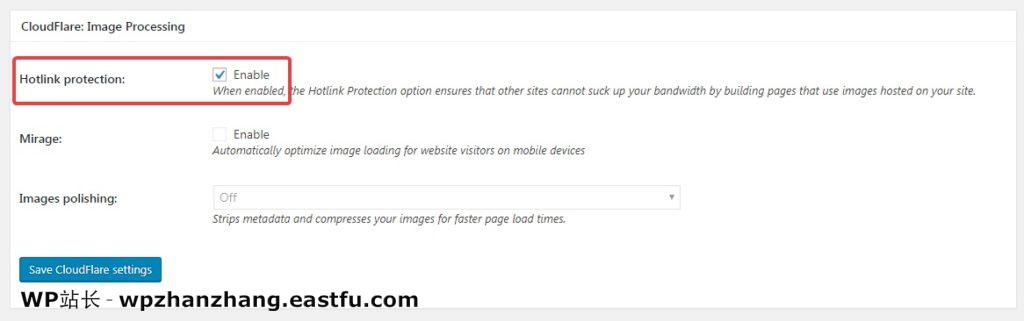 CloudFlare: Image Processing
Hotlink protection: Enable
When enabled, the Hotlink Protection option ensures that other sites cannot suck up your bandwidth by building pages that use images hosted on your site.
Mirage: Enable
Automatically optimize image loading for website visitors on mobile devices
Images polishing: Off
Strips metadata and compresses your images for faster page load times.
Save CloudFlare settings
WP站长 - wpzhanzhang.eastfu.com